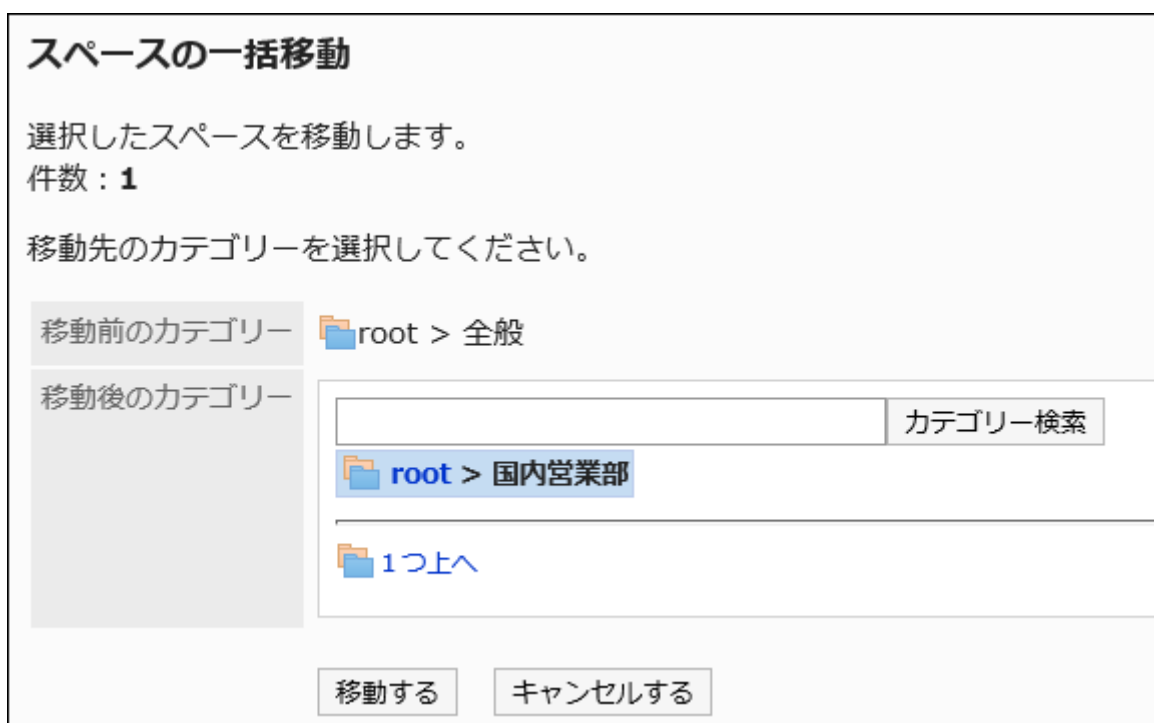 スペースの一括移動
選択したスペースを移動します。
件数：1
移動先のカテゴリーを選択してください。
移動前のカテゴリー root > 全般
移動後のカテゴリー
カテゴリー検索
root > 国内営業部
1つ上へ
移動する キャンセルする